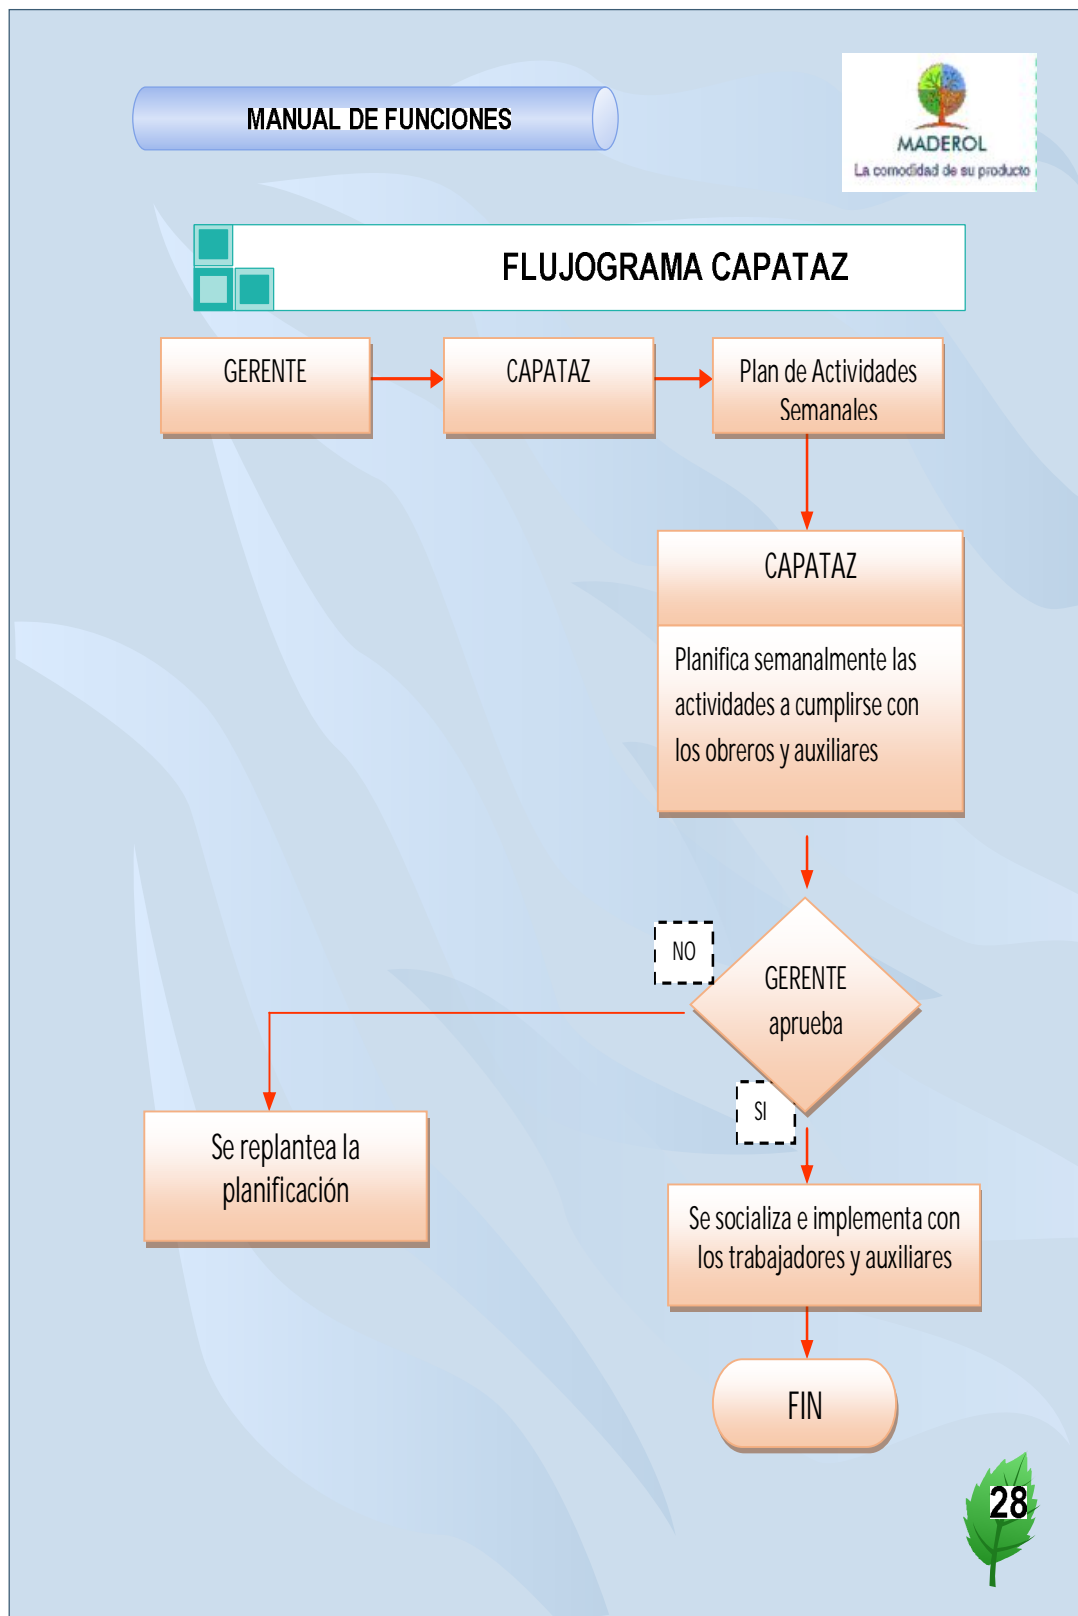 MANUAL DE FUNCIONES
MADEROL
La comodidad de su producto
FLUJOGRAMA CAPATAZ
GERENTE
CAPATAZ
Plan de Actividades
Semanales
CAPATAZ
Planifica semanalmente las
actividades a cumplirse con
los obreros y auxiliares
NO
GERENTE
aprueba
SI
Se replantea la
planificación
Se socializa e implementa con
los trabajadores y auxiliares
FIN
28